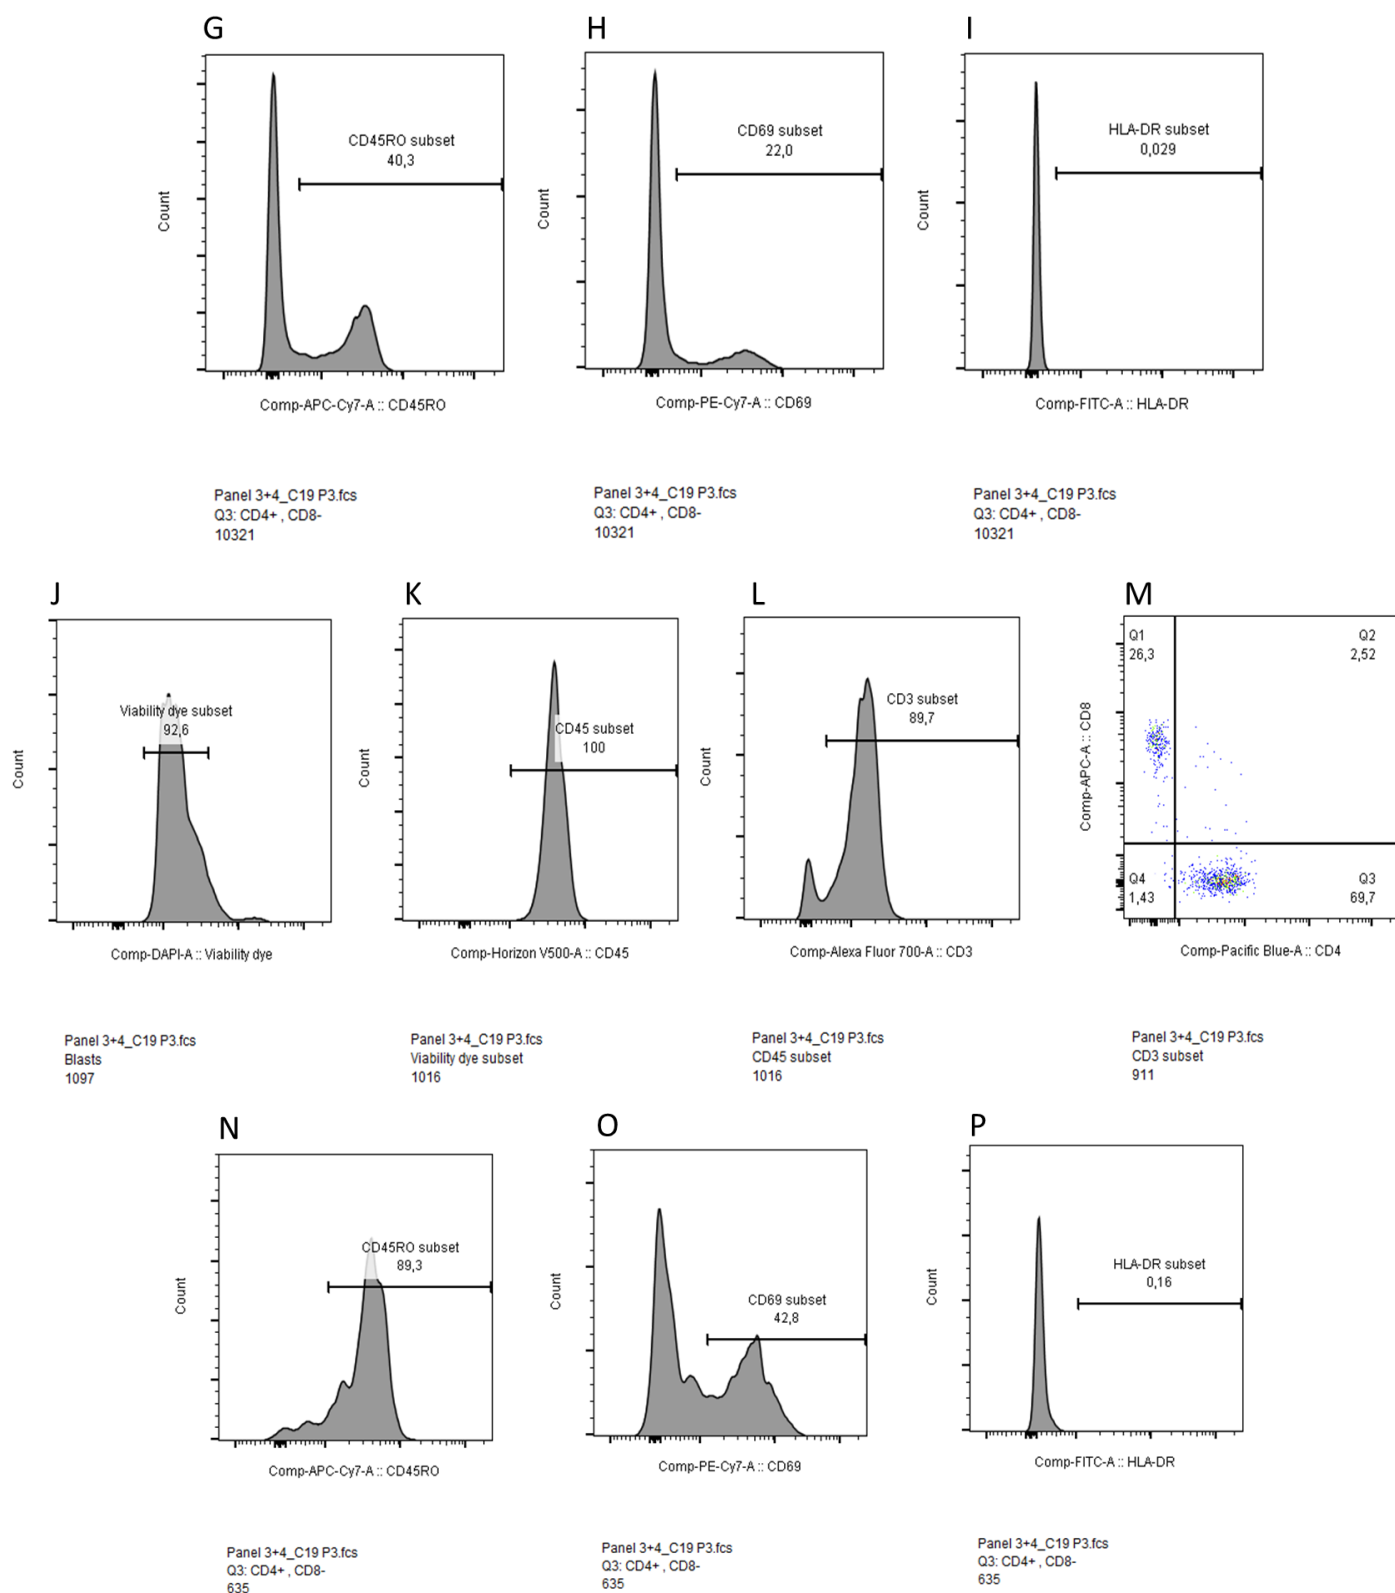 G
H
I
CD45RO subset
40,3
CD69 subset
22,0
HLA-DR subset
0,029
Count
Count
Count
Comp-APC-Cy7-A :: CD45RO
Comp-PE-Cy7-A :: CD69
Comp-FITC-A :: HLA-DR
Panel 3+4_C19 P3.fcs
Q3: CD4+ , CD8-
10321
Panel 3+4_C19 P3.fcs
Q3: CD4+ , CD8-
10321
Panel 3+4_C19 P3.fcs
Q3: CD4+ , CD8-
10321
J
K
L
M
Viability dye subset
92,6
CD45 subset
100
CD3 subset
89,7
Q1
26,3
Q2
2,52
Q4
1,43
Q3
69,7
Count
Count
Count
Comp-APC-A :: CD8
Comp-DAPI-A :: Viability dye
Comp-Horizon V500-A :: CD45
Comp-Alexa Fluor 700-A :: CD3
Comp-Pacific Blue-A :: CD4
Panel 3+4_C19 P3.fcs
Blasts
1097
Panel 3+4_C19 P3.fcs
Viability dye subset
1016
Panel 3+4_C19 P3.fcs
CD45 subset
1016
Panel 3+4_C19 P3.fcs
CD3 subset
911
N
O
P
CD45RO subset
89,3
CD69 subset
42,8
HLA-DR subset
0,16
Count
Count
Count
Comp-APC-Cy7-A :: CD45RO
Comp-PE-Cy7-A :: CD69
Comp-FITC-A :: HLA-DR
Panel 3+4_C19 P3.fcs
Q3: CD4+ , CD8-
635
Panel 3+4_C19 P3.fcs
Q3: CD4+ , CD8-
635
Panel 3+4_C19 P3.fcs
Q3: CD4+ , CD8-
635